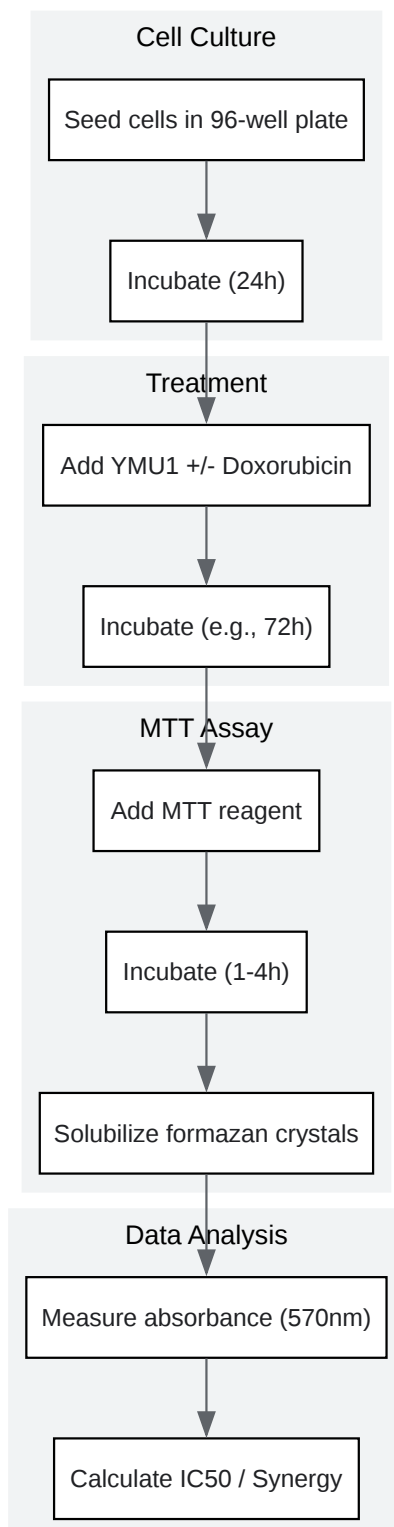 Cell Culture
Seed cells in 96-well plate
Incubate (24h)
Treatment
Add YMU1 +/- Doxorubicin
Incubate (e.g., 72h)
MTT Assay
Add MTT reagent
Incubate (1-4h)
Solubilize formazan crystals
Data Analysis
Measure absorbance (570nm)
Calculate IC50 / Synergy